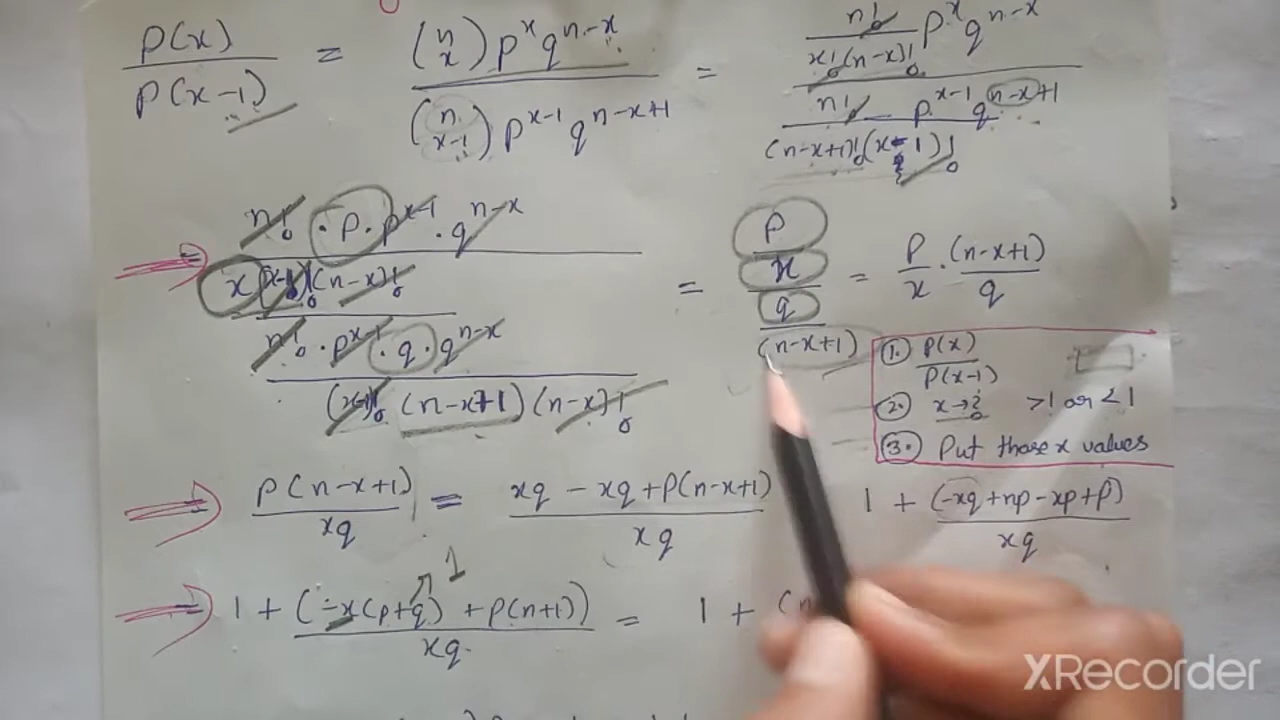 P(x) / P(x-1) = (n x) p^x q^(n-x) / (n x-1) p^(x-1) q^(n-x+1) = n! / x!(n-x)! p^x q^(n-x) / n! / (n-x+1)!(x-1)! p^(x-1) q^(n-x+1)
⇒ n! · p · p^(x-1) · q^(n-x) / x(x-1)!(n-x)! / n! · p^(x-1) · q · q^(n-x) / (x-1)! (n-x+1) (n-x)! = p / x / q / (n-x+1) = p/x · (n-x+1)/q
1. P(x) / P(x-1)
2. x→? >1 or <1
3. Put those x values
⇒ p(n-x+1) / xq = xq - xq + p(n-x+1) / xq 1 + (-xq + np - xp + p) / xq
⇒ 1 + (-x(p+q) + p(n+1)) / xq = 1 + (n
1
XRecorder